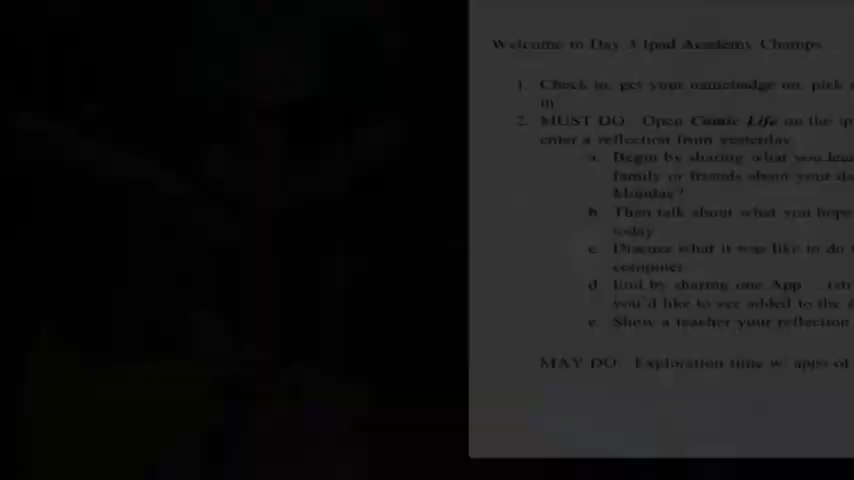 Welcome to Day 3 Ipad Academy Champs...
1. Check in, get your namebadge on, pick
in
2. MUST DO: Open Comic Life on the
enter a reflection from yesterday
a. Begin by sharing what you
family or friends about your
Monday?
b. Then talk about what you hope
today
c. Discuss what it was like to do
computer
d. End by sharing one App
you'd like to see added to the
e. Show a teacher your reflection
MAY DO: Exploration time w/ apps of